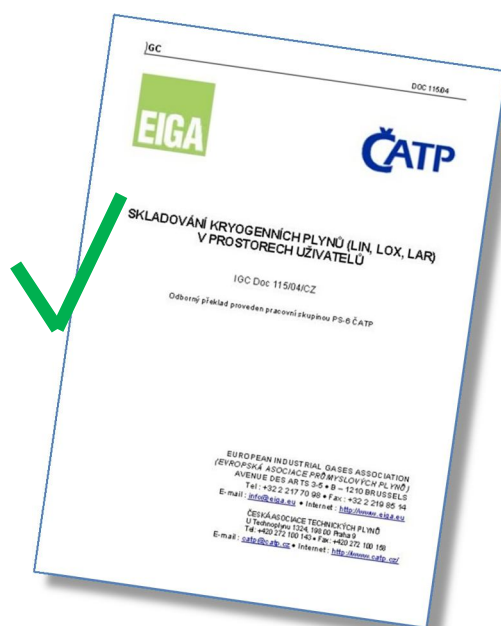 IGC
DOC 115/04
EIGA
ČATP
SKLADOVÁNÍ KRYOGENNÍCH PLYNŮ (LIN, LOX, LAR)
V PROSTORECH UŽIVATELŮ
IGC Doc 115/04/CZ
Odborný překlad proveden pracovní skupinou PS-6 ČATP
EUROPEAN INDUSTRIAL GASES ASSOCIATION
(EVROPSKÁ ASOCIACE PRŮMYSLOVÝCH PLYNŮ)
AVENUE DES ARTS 3-5 • B – 1210 BRUSSELS
Tel : +32 2 217 70 98 • Fax : +32 2 219 85 14
E-mail : info@eiga.eu • Internet : http://www.eiga.eu
ČESKÁ ASOCIACE TECHNICKÝCH PLYNŮ
U Technoplynu 1324, 198 00 Praha 9
Tel: +420 272 100 143 • Fax: +420 272 100 158
E-mail : catp@catp.cz • Internet : http://www.catp.cz/